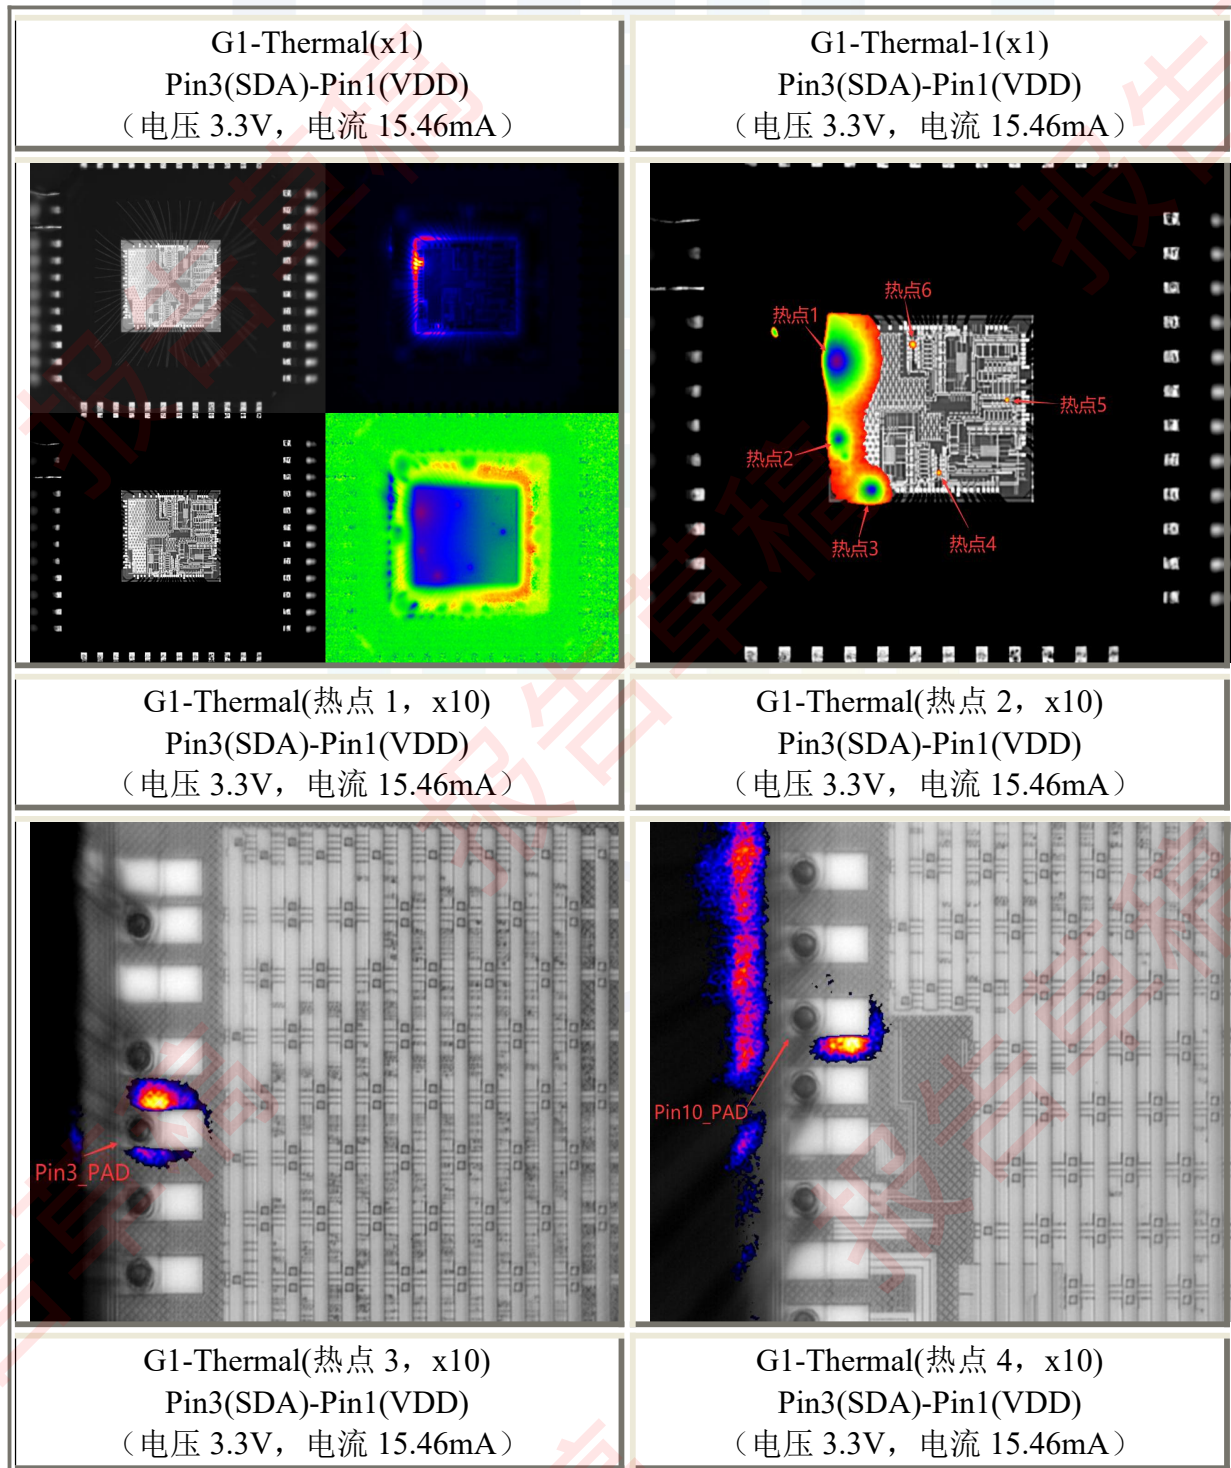 G1-Thermal(x1)
Pin3(SDA)-Pin1(VDD)
（电压 3.3V，电流 15.46mA）
G1-Thermal-1(x1)
Pin3(SDA)-Pin1(VDD)
（电压 3.3V，电流 15.46mA）
热点6
热点1
热点5
热点2
热点3
热点4
G1-Thermal(热点 1，x10)
Pin3(SDA)-Pin1(VDD)
（电压 3.3V，电流 15.46mA）
G1-Thermal(热点 2，x10)
Pin3(SDA)-Pin1(VDD)
（电压 3.3V，电流 15.46mA）
Pin3_PAD
Pin10_PAD
G1-Thermal(热点 3，x10)
Pin3(SDA)-Pin1(VDD)
（电压 3.3V，电流 15.46mA）
G1-Thermal(热点 4，x10)
Pin3(SDA)-Pin1(VDD)
（电压 3.3V，电流 15.46mA）
报告草稿